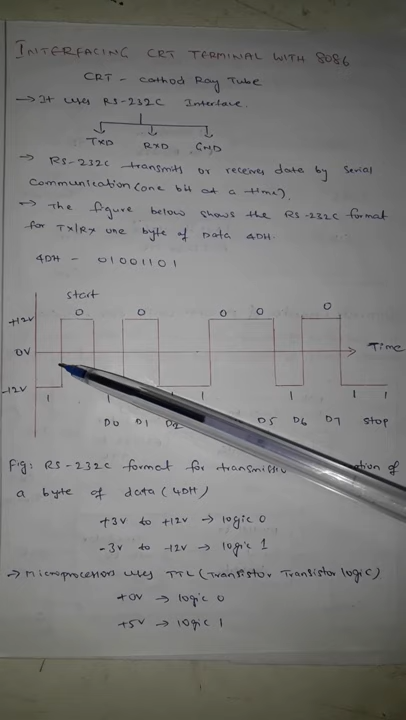 INTERFACING CRT TERMINAL WITH 8086
CRT - Cathod Ray Tube
→ It uses RS-232C Interface.
TXD RXD GND
→ RS-232C transmits or receives data by serial
Communication (one bit at a time).
→ The figure below shows the RS-232C format
for TX/RX one byte of Data 4DH.
4DH - 01001101
start
+12V 0 0 0 0 0
0V Time
-12V 1 1 1 1 1 1 1
D0 D1 D2 D5 D6 D7 stop
Fig: RS-232C format for
a byte of data (4DH)
+3V to +12V → logic 0
-3V to -12V → logic 1
→ Microprocessors uses TTL (Transistor Transistor logic)
+0V → logic 0
+5V → logic 1